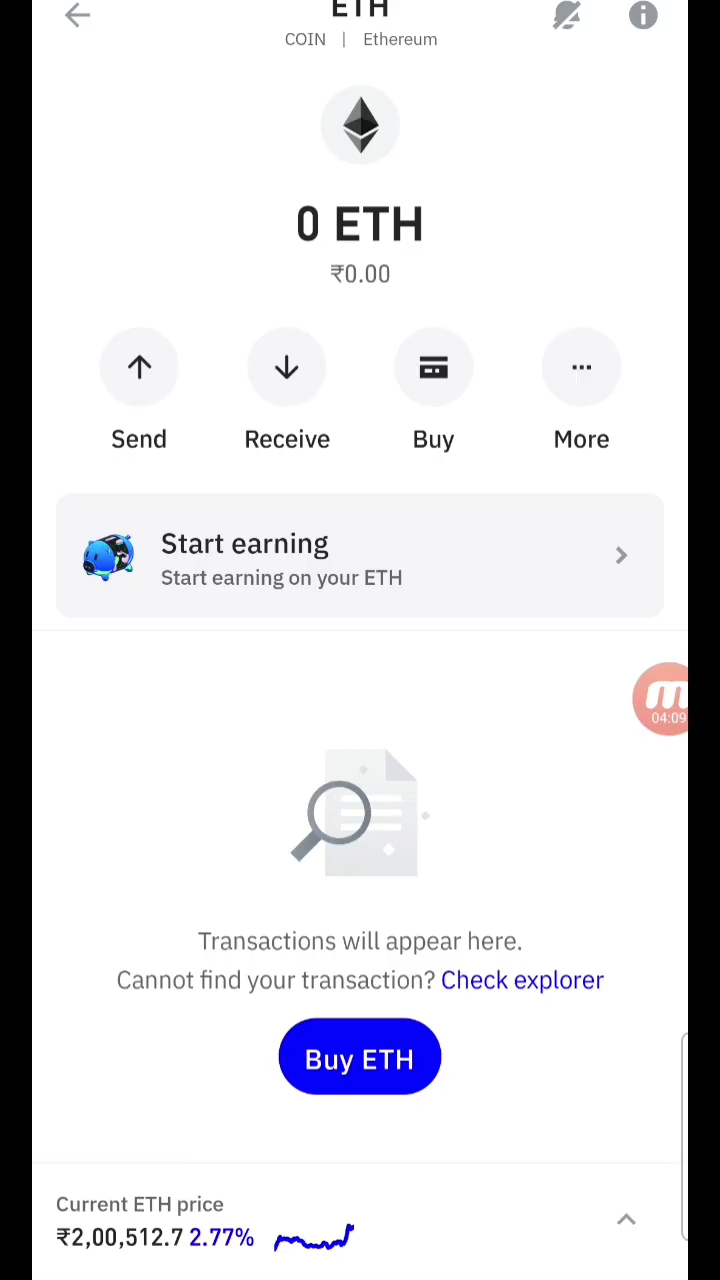 ETH
COIN | Ethereum
0 ETH
₹0.00
Send Receive Buy More
Start earning
Start earning on your ETH
04:09
Transactions will appear here.
Cannot find your transaction? Check explorer
Buy ETH
Current ETH price
₹2,00,512.7 2.77%